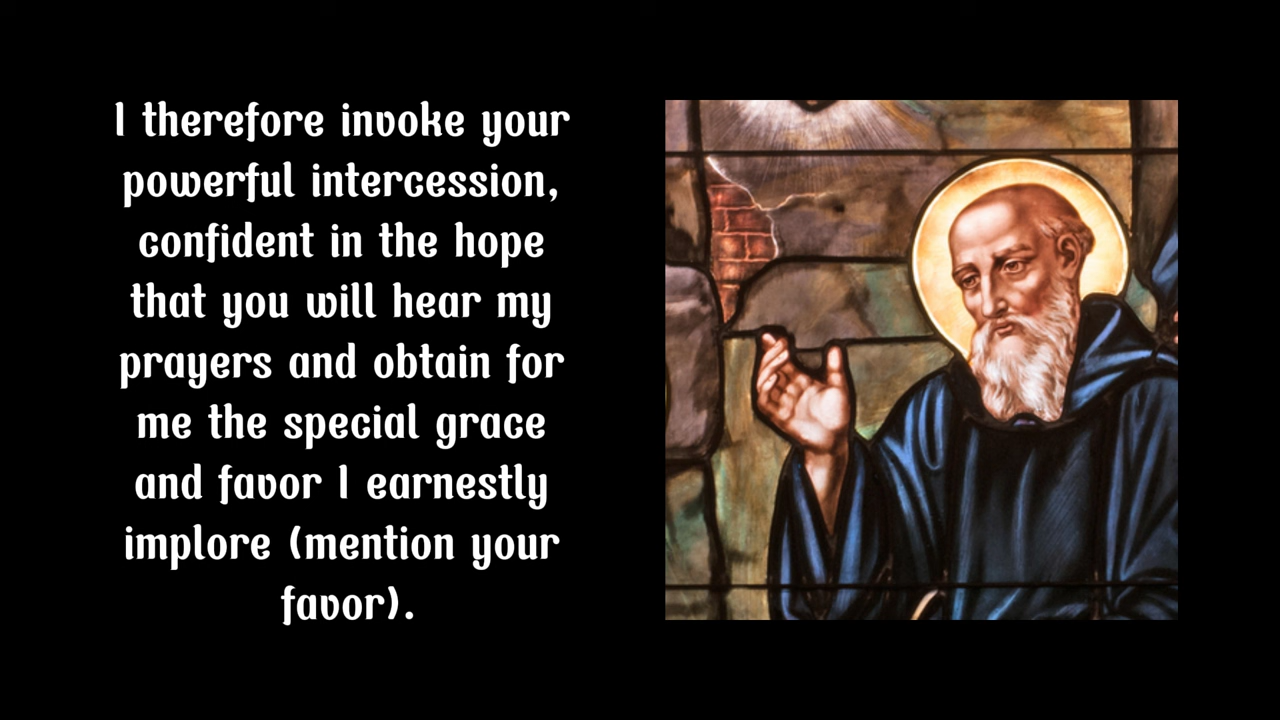 I therefore invoke your
powerful intercession,
confident in the hope
that you will hear my
prayers and obtain for
me the special grace
and favor I earnestly
implore (mention your
favor).